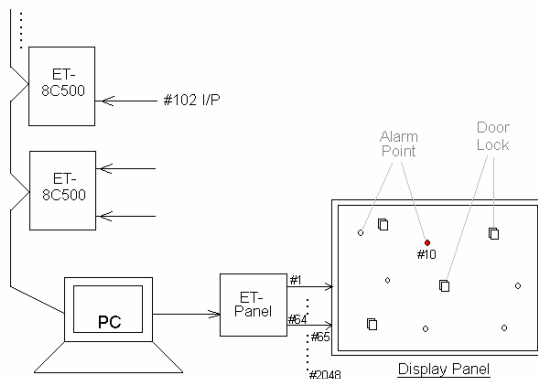 ET-
8C500
#102 I/P
ET-
8C500
Alarm
Point
Door
Lock
#10
PC
ET-
Panel
#1
#64
#65
#2048
Display Panel